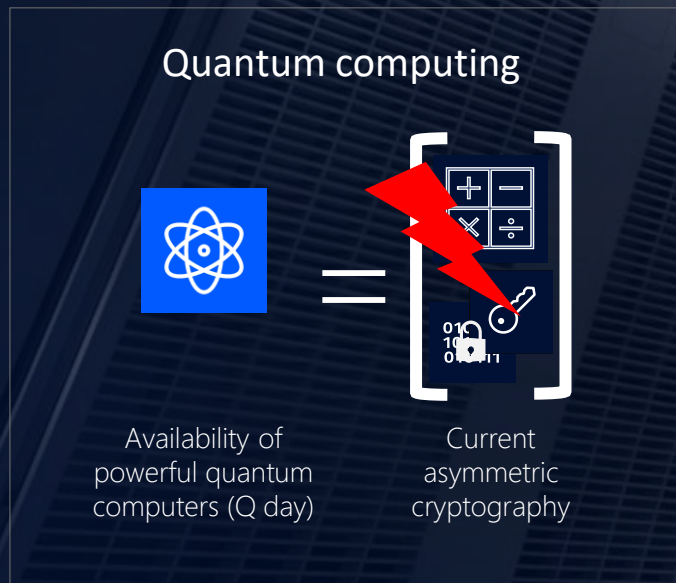 Quantum computing
Availability of
powerful quantum
computers (Q day)
Current
asymmetric
cryptography